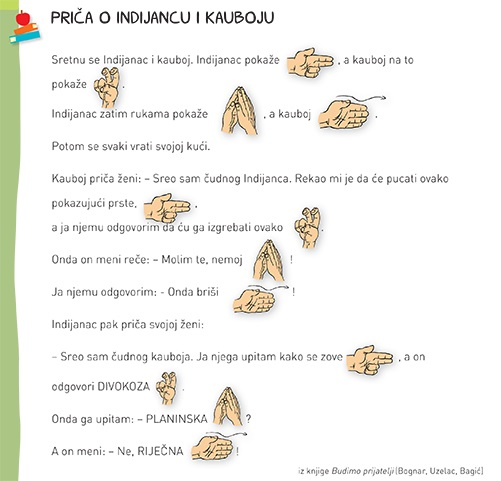 PRIČA O INDIJANCU I KAUBOJU
Sretnu se Indijanac i kauboj. Indijanac pokaže , a kauboj na to
pokaže .
Indijanac zatim rukama pokaže , a kauboj .
Potom se svaki vrati svojoj kući.
Kauboj priča ženi: – Sreo sam čudnog Indijanca. Rekao mi je da će pucati ovako
pokazujući prste, ,
a ja njemu odgovorim da ću ga izgrebati ovako .
Onda on meni reče: – Molim te, nemoj !
Ja njemu odgovorim: - Onda briši !
Indijanac pak priča svojoj ženi:
– Sreo sam čudnog kauboja. Ja njega upitam kako se zove , a on
odgovori DIVOKOZA .
Onda ga upitam: – PLANINSKA ?
A on meni: – Ne, RIJEČNA !
iz knjige Budimo prijatelji (Bognar, Uzelac, Bagić)